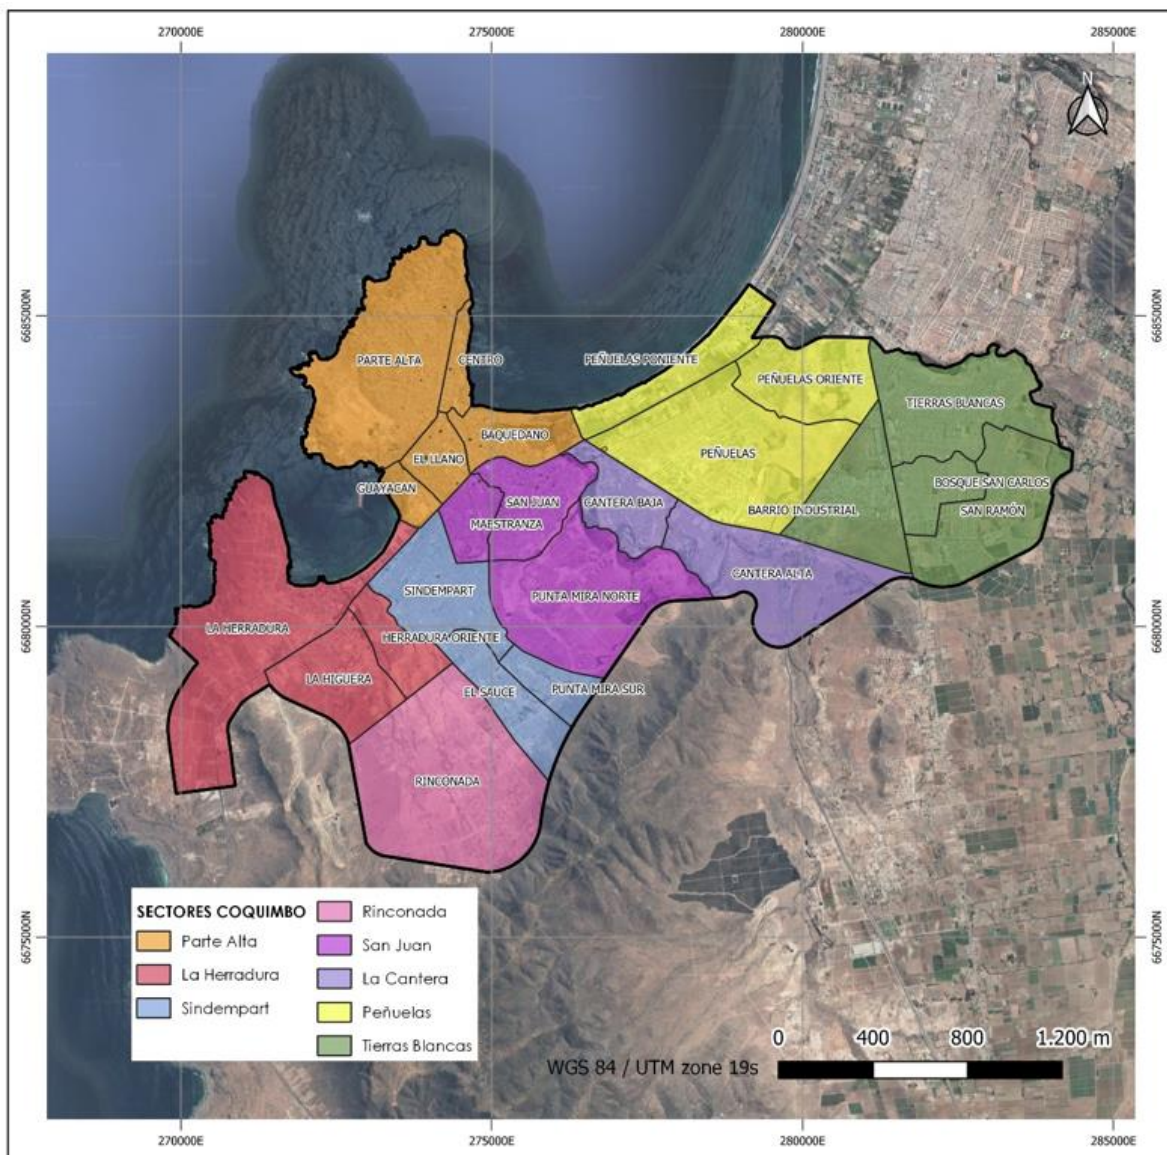 270000E 275000E 280000E 285000E
N
6685000N 6685000N
PARTE ALTA CENTRO PEÑUELAS PONIENTE
PEÑUELAS ORIENTE
TIERRAS BLANCAS
BAQUEDANO
PEÑUELAS
EL LLANO
GUAYACAN
BOSQUE SAN CARLOS
SAN JUAN CANTERA BAJA
BARRIO INDUSTRIAL SAN RAMÓN
MAESTRANZA
CANTERA ALTA
SINDEMPART PUNTA MIRA NORTE
6680000N LA HERRADURA 6680000N
HERRADURA ORIENTE
LA HIGUERA
EL SAUCE PUNTA MIRA SUR
RINCONADA
SECTORES COQUIMBO
Parte Alta
La Herradura
Sindempart
Rinconada
San Juan
La Cantera
Peñuelas
Tierras Blancas
6675000N 6675000N
0 400 800 1.200 m
WGS 84 / UTM zone 19s
270000E 275000E 280000E 285000E